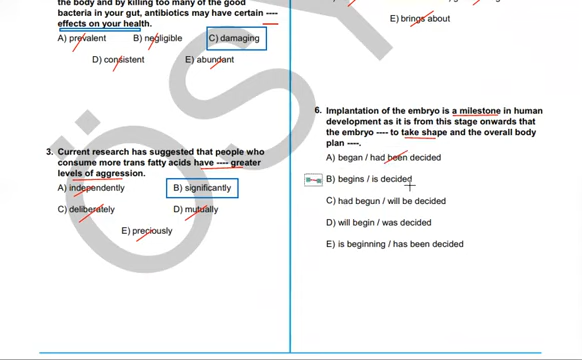 the body and by killing too many of the good
bacteria in your gut, antibiotics may have certain ----
effects on your health.
A) prevalent B) negligible C) damaging
D) consistent E) abundant
3. Current research has suggested that people who
consume more trans fatty acids have ---- greater
levels of aggression.
A) independently B) significantly
C) deliberately D) mutually
E) preciously
E) brings about
6. Implantation of the embryo is a milestone in human
development as it is from this stage onwards that
the embryo ---- to take shape and the overall body
plan ----.
A) began / had been decided
B) begins / is decided
C) had begun / will be decided
D) will begin / was decided
E) is beginning / has been decided
ÖSY